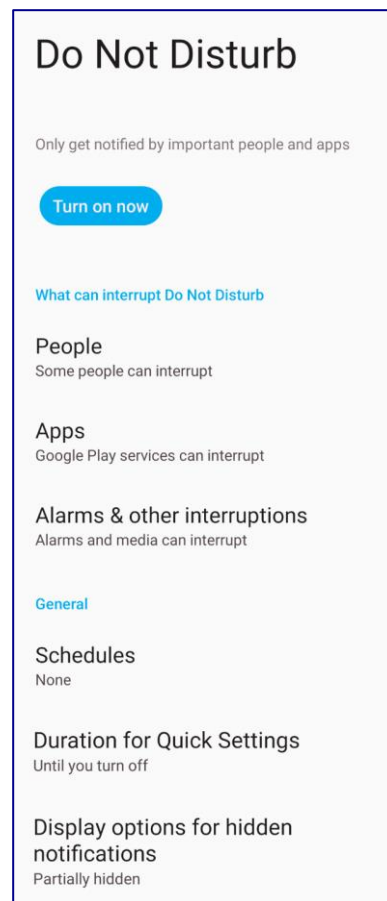 Do Not Disturb
Only get notified by important people and apps
Turn on now
What can interrupt Do Not Disturb
People
Some people can interrupt
Apps
Google Play services can interrupt
Alarms & other interruptions
Alarms and media can interrupt
General
Schedules
None
Duration for Quick Settings
Until you turn off
Display options for hidden
notifications
Partially hidden